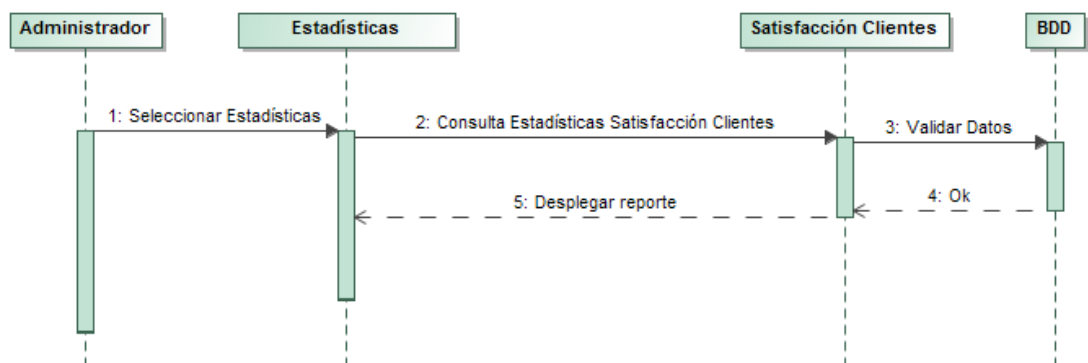 Administrador
Estadísticas
Satisfacción Clientes
BDD
1: Seleccionar Estadísticas
2: Consulta Estadísticas Satisfacción Clientes
3: Validar Datos
4: Ok
5: Desplegar reporte